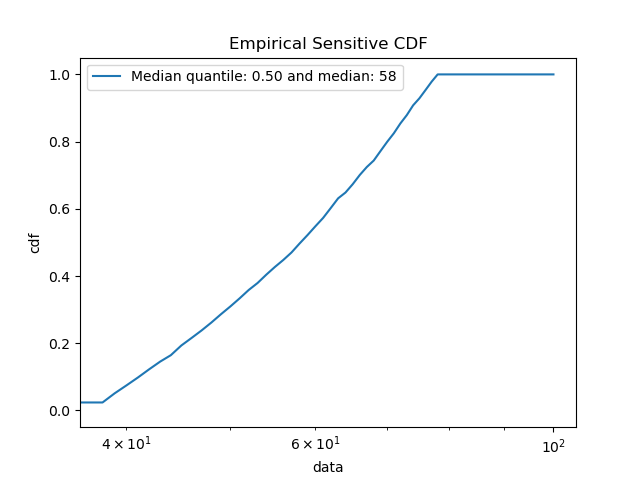 Empirical Sensitive CDF
Median quantile: 0.50 and median: 58
1.0
0.8
0.6
0.4
0.2
0.0
cdf
4 × 10¹
6 × 10¹
10²
data